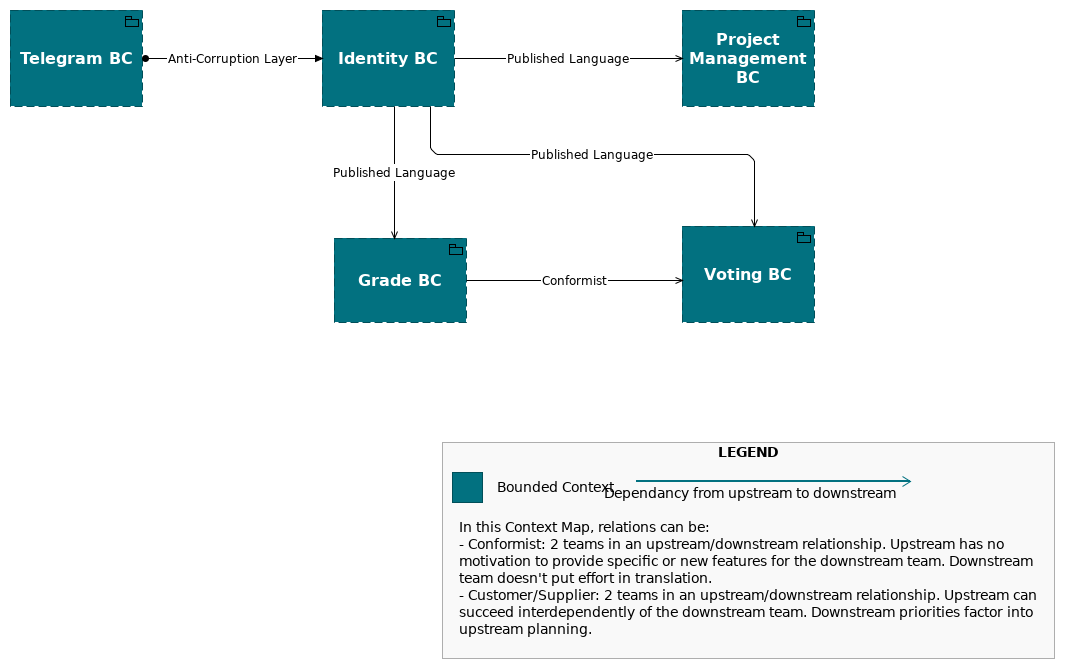 Telegram BC
Anti-Corruption Layer
Identity BC
Published Language
Project
Management
BC
Published Language
Published Language
Grade BC
Conformist
Voting BC
LEGEND
Bounded Context
Dependancy from upstream to downstream
In this Context Map, relations can be:
- Conformist: 2 teams in an upstream/downstream relationship. Upstream has no
motivation to provide specific or new features for the downstream team. Downstream
team doesn't put effort in translation.
- Customer/Supplier: 2 teams in an upstream/downstream relationship. Upstream can
succeed interdependently of the downstream team. Downstream priorities factor into
upstream planning.